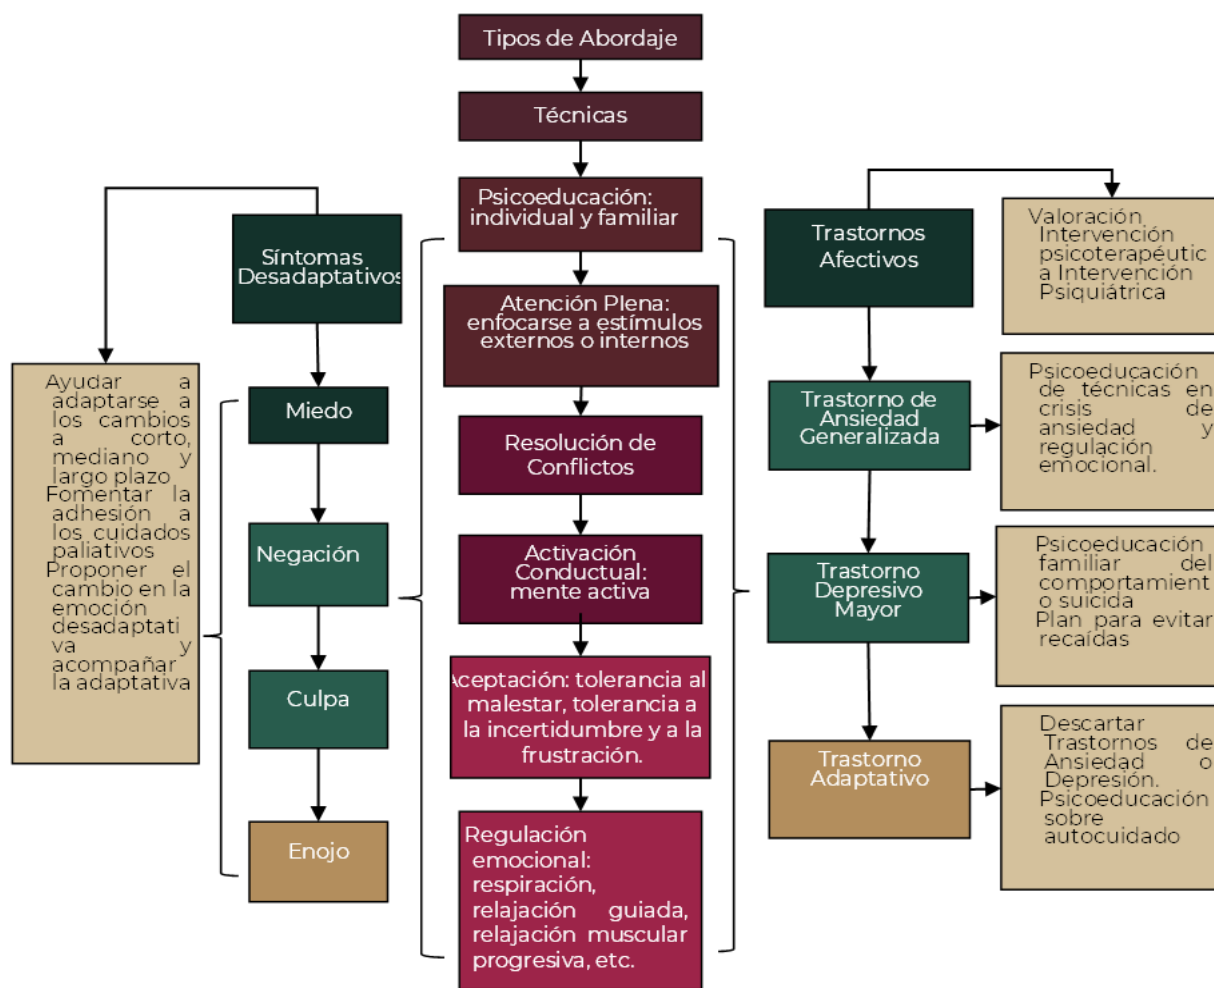 Tipos de Abordaje
Técnicas
Psicoeducación:
individual y familiar
Atención Plena:
enfocarse a estímulos
externos o internos
Resolución de
Conflictos
Activación
Conductual:
mente activa
Aceptación: tolerancia al
malestar, tolerancia a
la incertidumbre y a la
frustración.
Regulación
emocional:
respiración,
relajación guiada,
relajación muscular
progresiva, etc.
Síntomas
Desadaptativos
Miedo
Negación
Culpa
Enojo
Ayudar a
adaptarse a
los cambios
a corto,
mediano y
largo plazo
Fomentar la
adhesión a
los cuidados
paliativos
Proponer el
cambio en la
emoción
desadaptati
va y
acompañar
la adaptativa
Trastornos
Afectivos
Valoración
Intervención
psicoterapéutic
a Intervención
Psiquiátrica
Trastorno de
Ansiedad
Generalizada
Psicoeducación
de técnicas en
crisis de
ansiedad y
regulación
emocional.
Trastorno
Depresivo
Mayor
Psicoeducación
familiar del
comportamient
o suicida
Plan para evitar
recaídas
Trastorno
Adaptativo
Descartar
Trastornos de
Ansiedad o
Depresión.
Psicoeducación
sobre
autocuidado